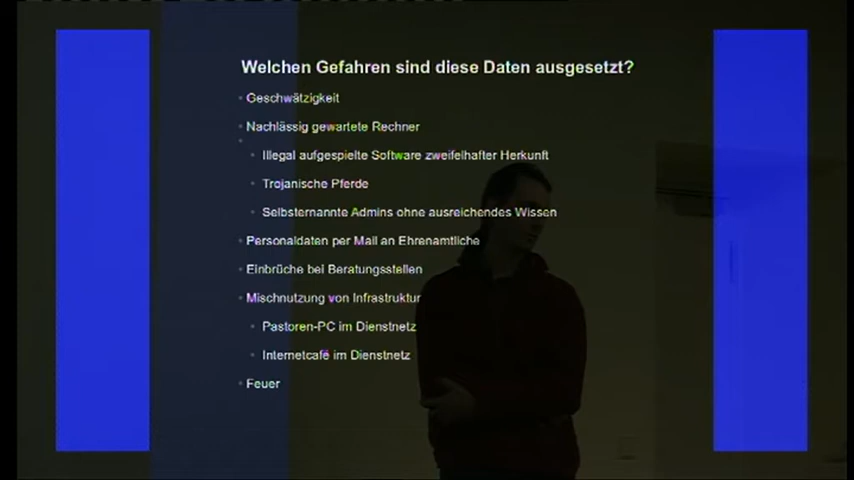 Welchen Gefahren sind diese Daten ausgesetzt?
Geschwätzigkeit
Nachlässig gewartete Rechner
Illegal aufgespielte Software zweifelhafter Herkunft
Trojanische Pferde
Selbsternannte Admins ohne ausreichendes Wissen
Personaldaten per Mail an Ehrenamtliche
Einbrüche bei Beratungsstellen
Mischnutzung von Infrastruktur
Pastoren-PC im Dienstnetz
Internetcafé im Dienstnetz
Feuer